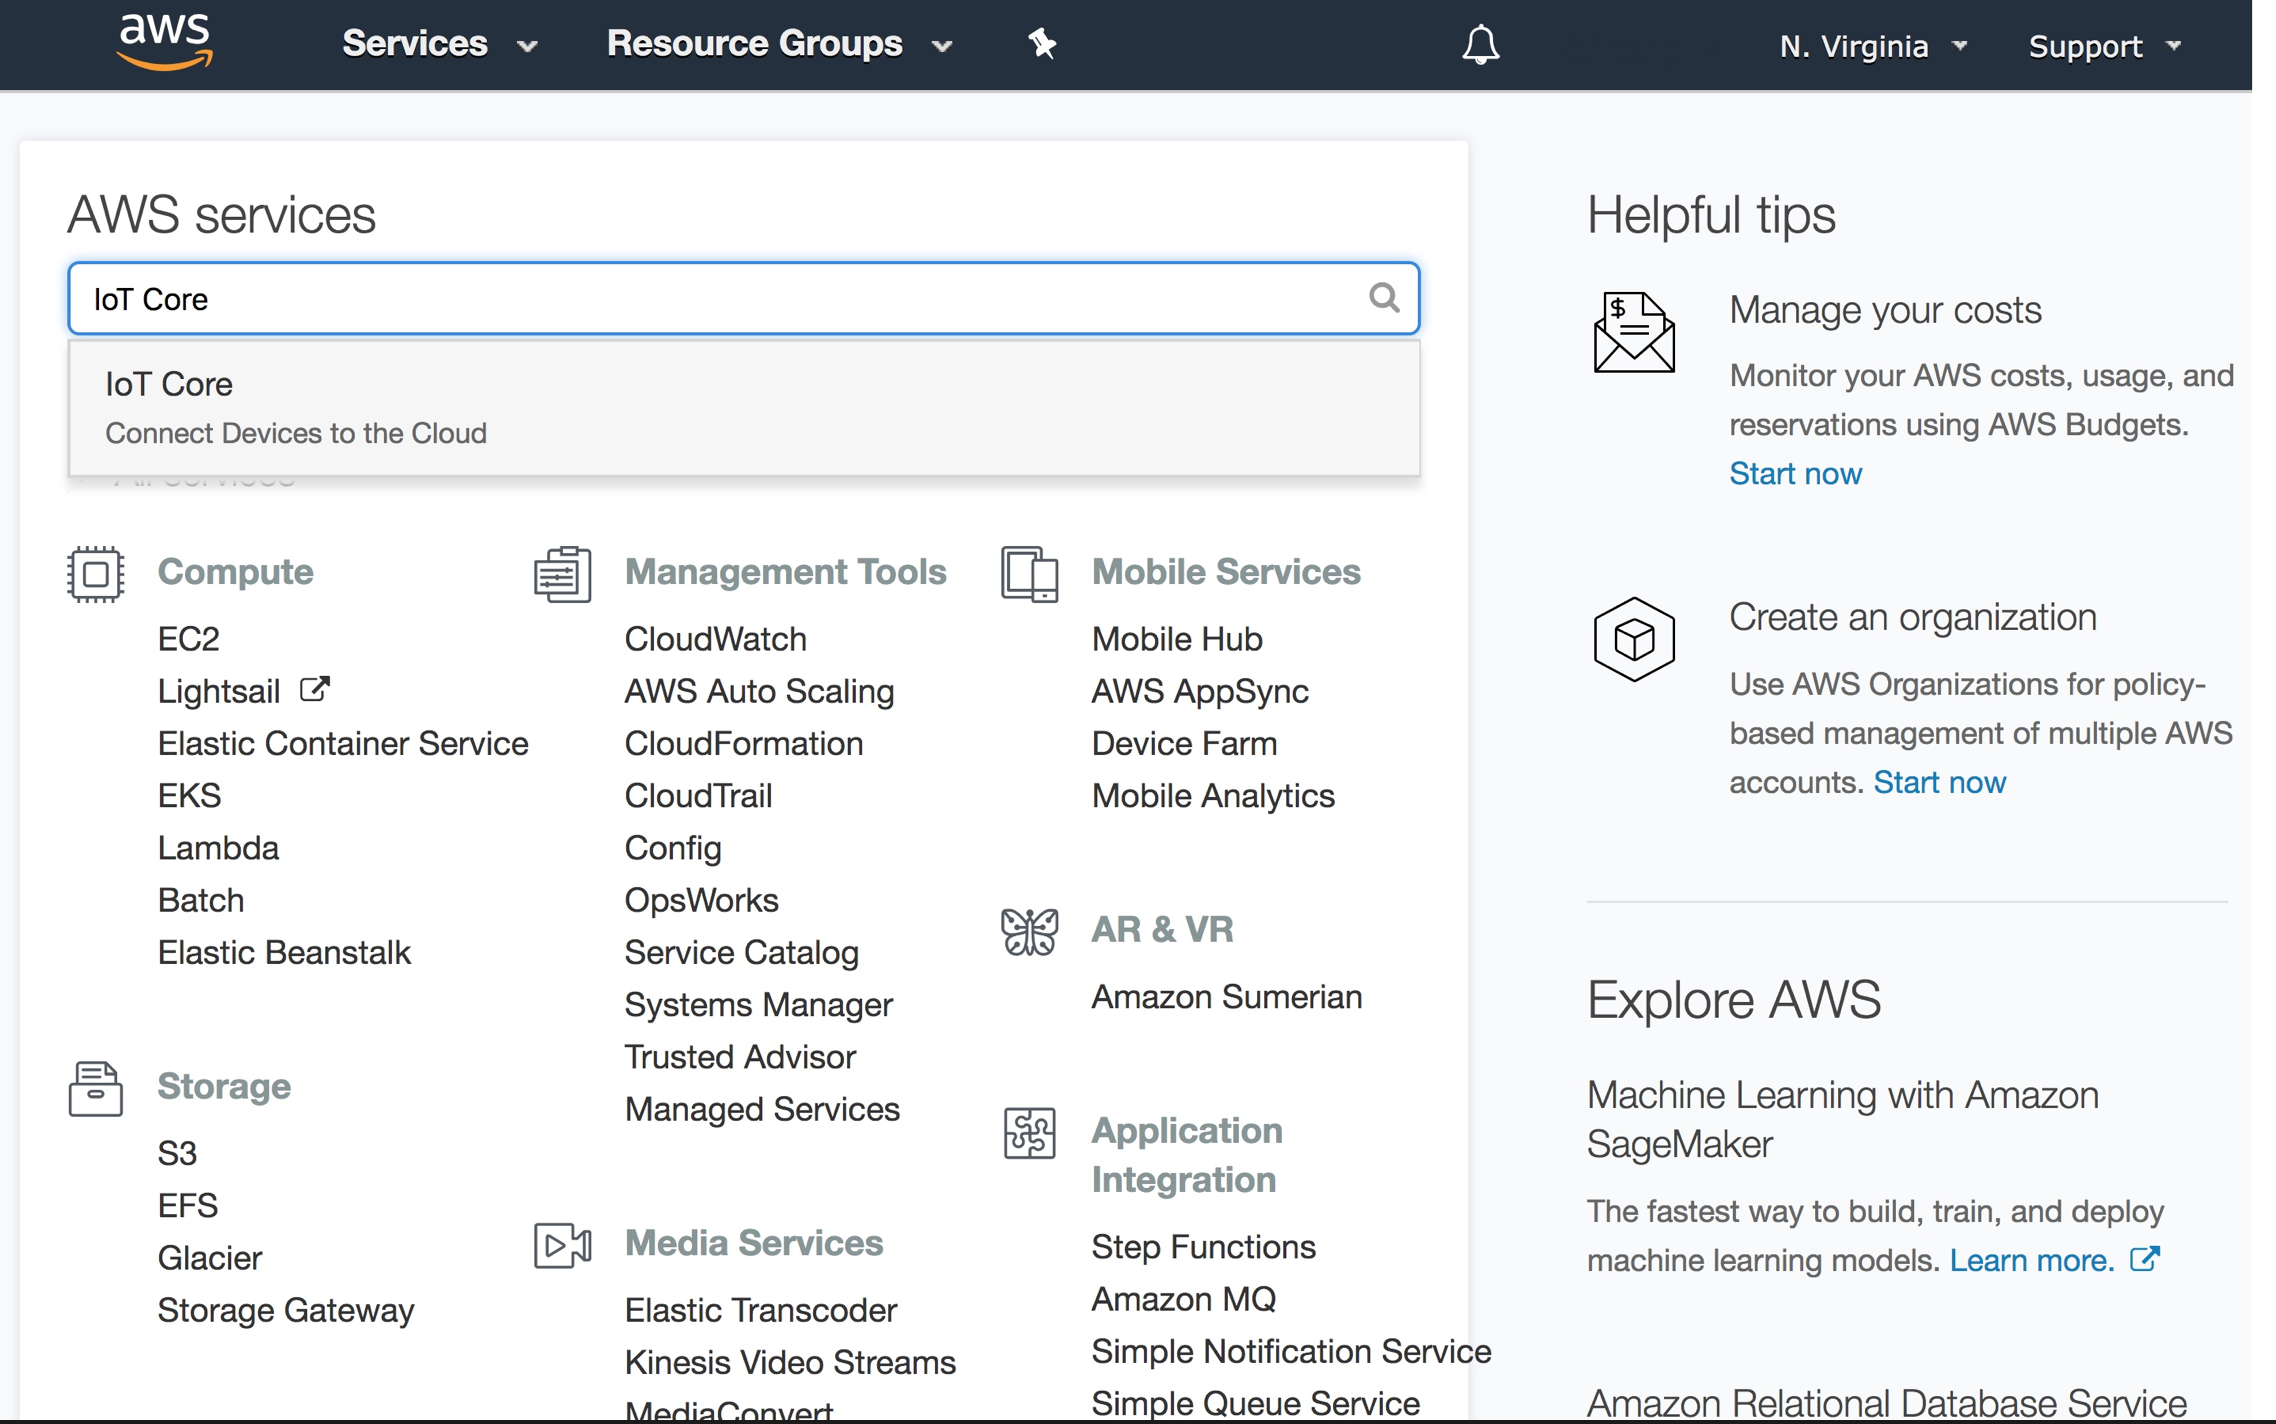 aws
Services
Resource Groups
N. Virginia
Support
AWS services
IoT Core
IoT Core
Connect Devices to the Cloud
Compute
EC2
Lightsail
Elastic Container Service
EKS
Lambda
Batch
Elastic Beanstalk
Storage
S3
EFS
Glacier
Storage Gateway
Management Tools
CloudWatch
AWS Auto Scaling
CloudFormation
CloudTrail
Config
OpsWorks
Service Catalog
Systems Manager
Trusted Advisor
Managed Services
Media Services
Elastic Transcoder
Kinesis Video Streams
MediaConvert
Mobile Services
Mobile Hub
AWS AppSync
Device Farm
Mobile Analytics
AR & VR
Amazon Sumerian
Application
Integration
Step Functions
Amazon MQ
Simple Notification Service
Simple Queue Service
Helpful tips
$
Manage your costs
Monitor your AWS costs, usage, and
reservations using AWS Budgets.
Start now
Create an organization
Use AWS Organizations for policy-
based management of multiple AWS
accounts. Start now
Explore AWS
Machine Learning with Amazon
SageMaker
The fastest way to build, train, and deploy
machine learning models. Learn more.
Amazon Relational Database Service